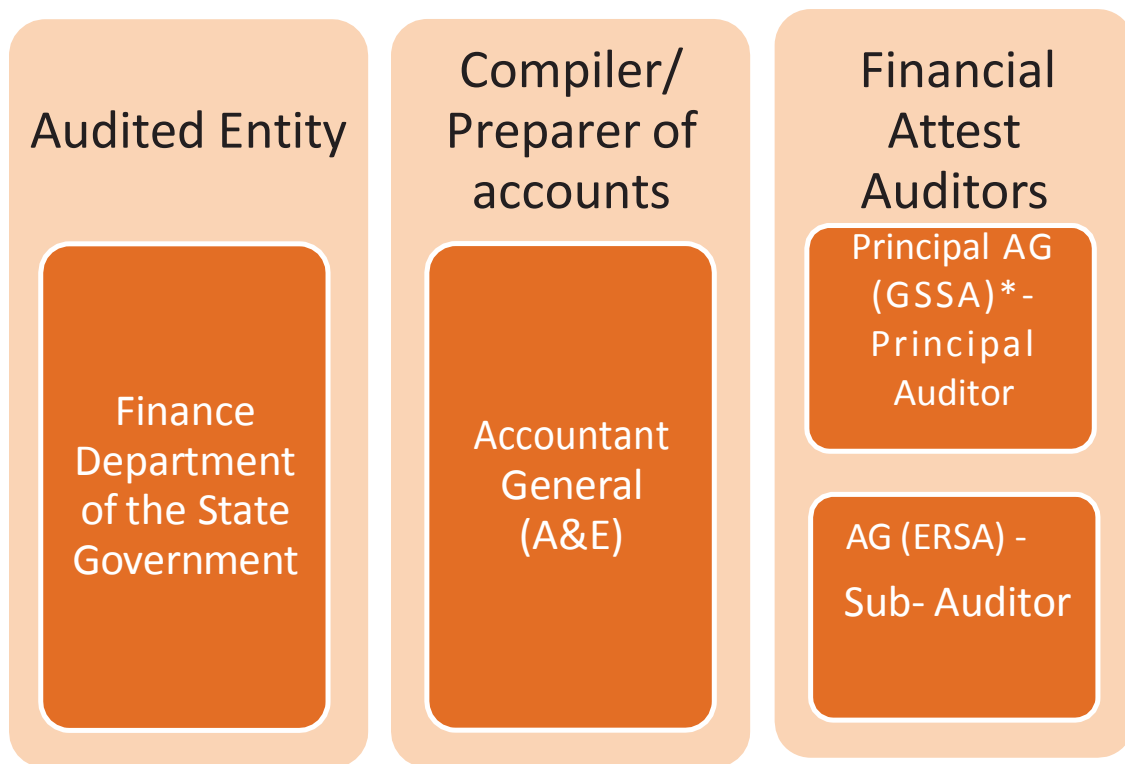 Audited Entity
Finance
Department
of the State
Government
Compiler/
Preparer of
accounts
Accountant
General
(A&E)
Financial
Attest
Auditors
Principal AG
(GSSA)* -
Principal
Auditor
AG (ERSA) -
Sub- Auditor